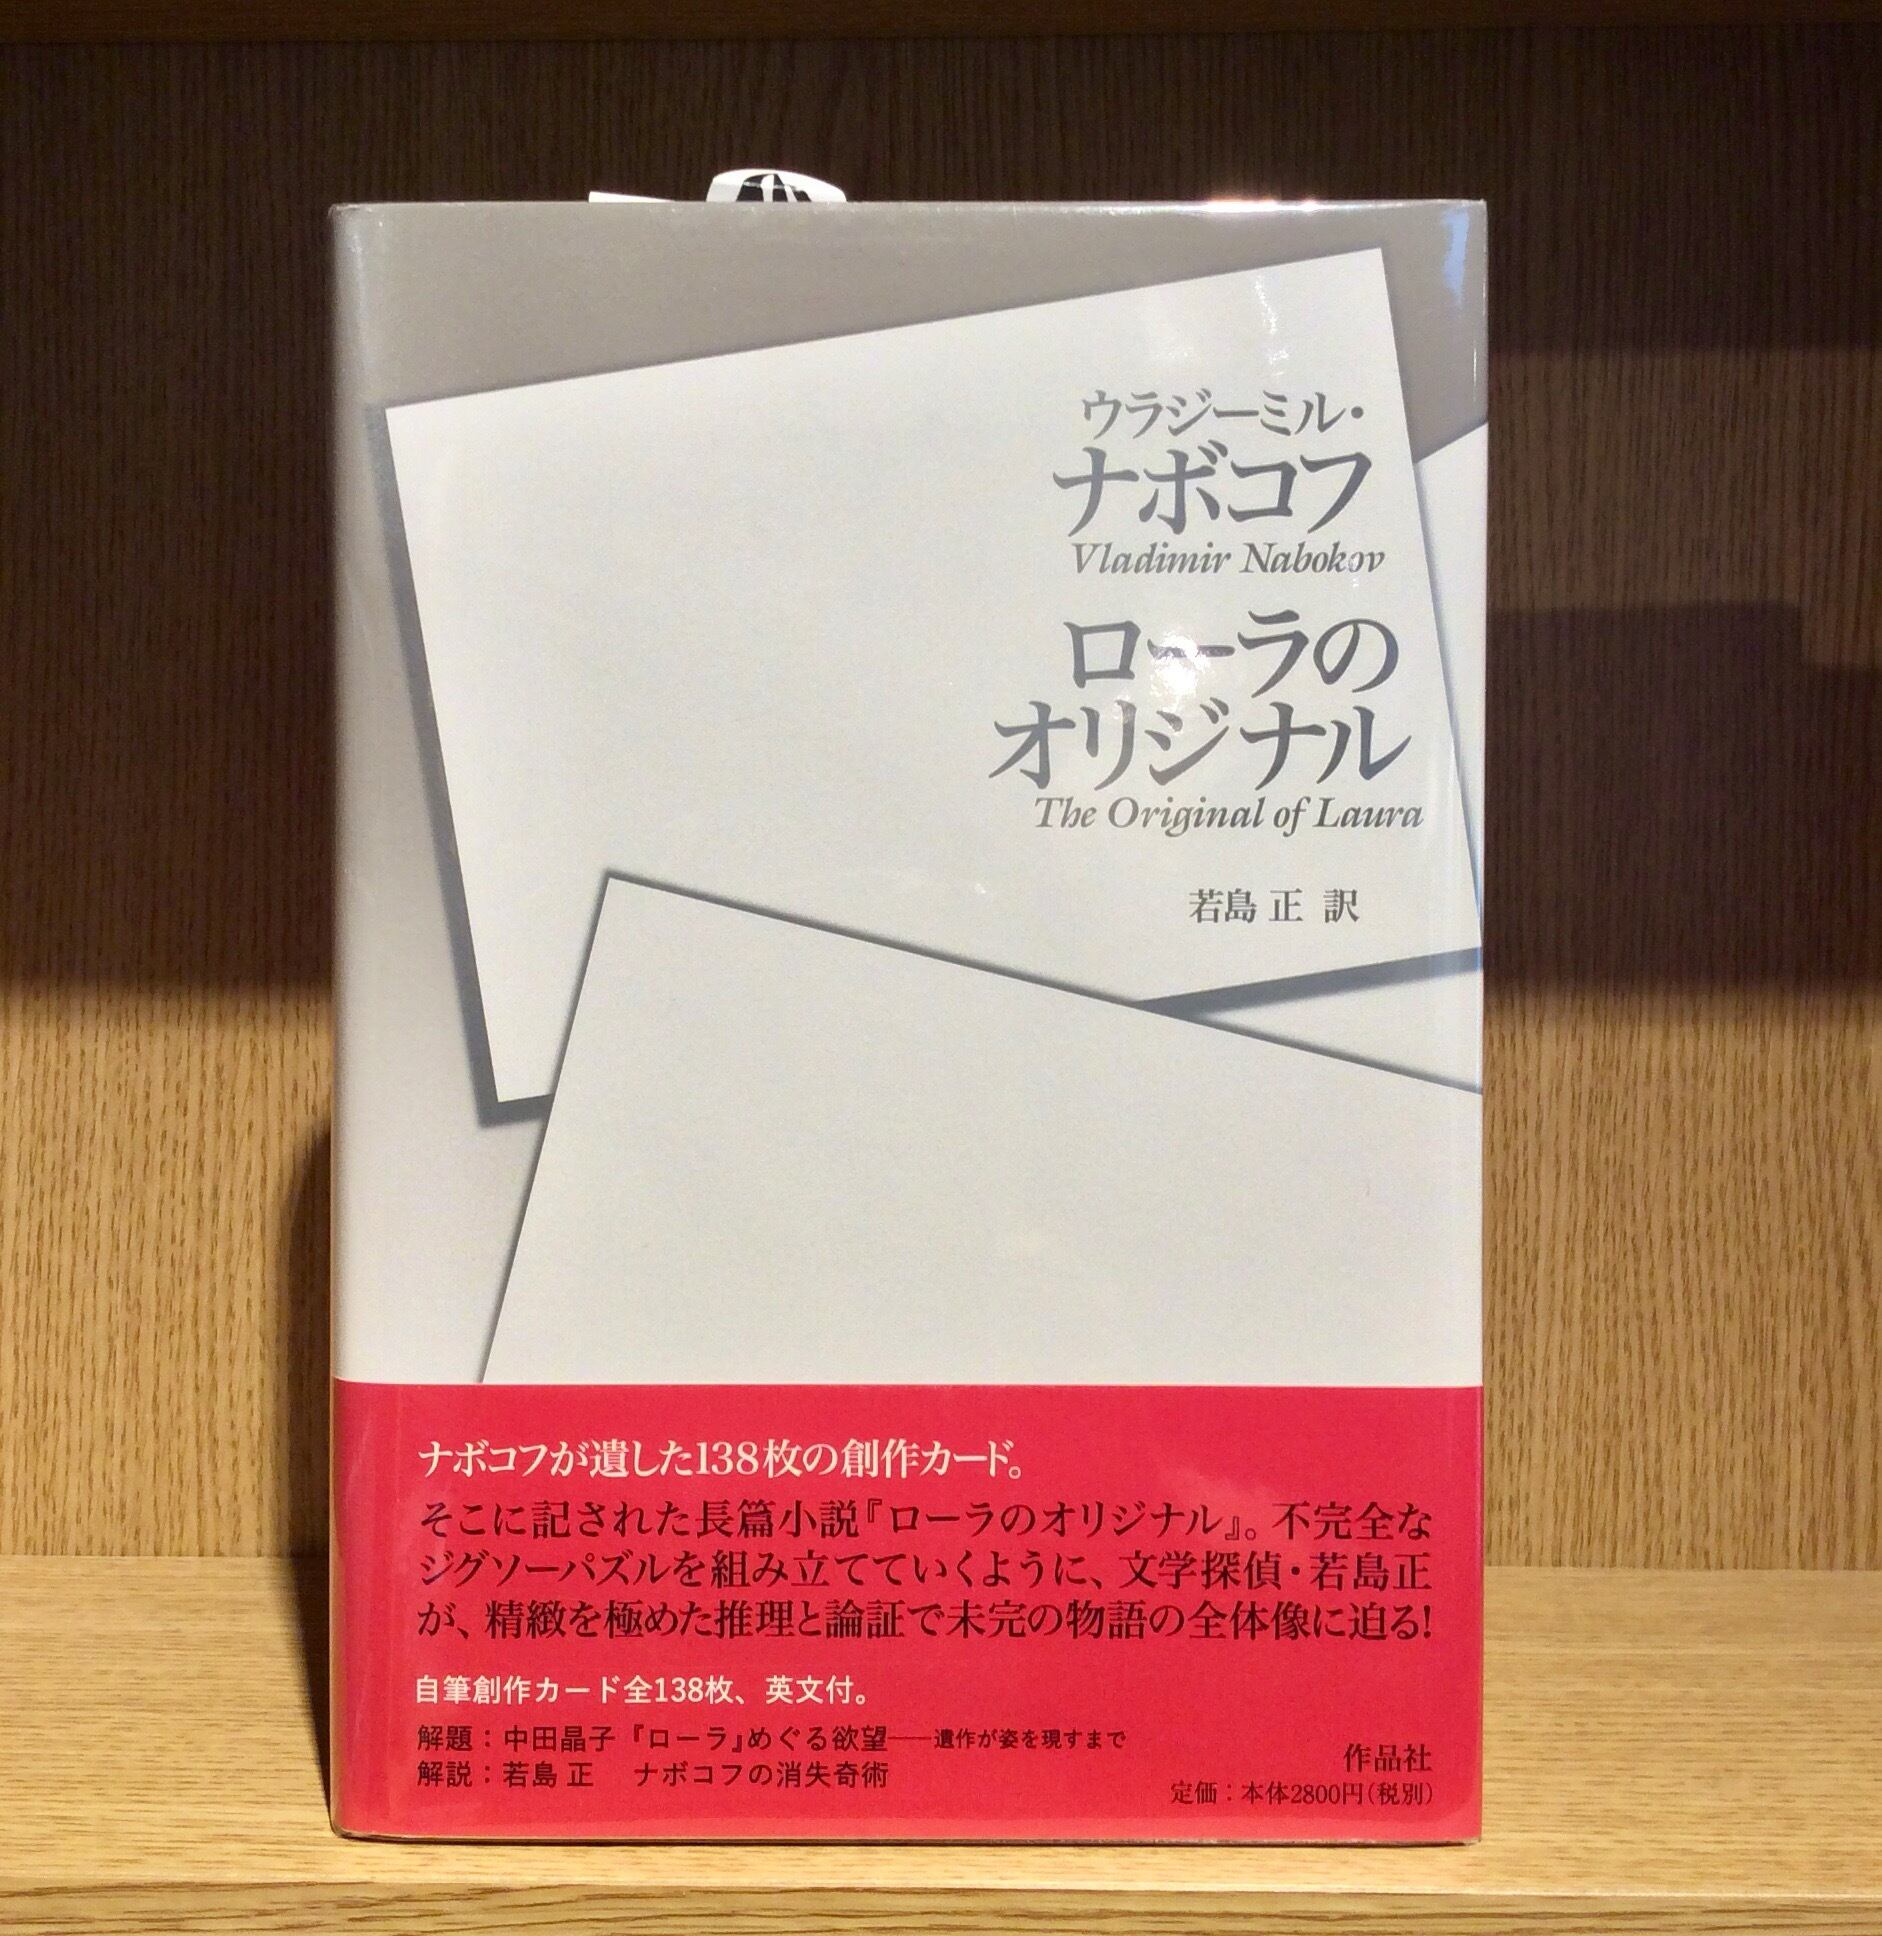 ウラジーミル・
ナボコフ
Vladimir Nabokov
ローラの
オリジナル
The Original of Laura
若島 正 訳
ナボコフが遺した138枚の創作カード。
そこに記された長篇小説『ローラのオリジナル』。不完全な
ジグソーパズルを組み立てていくように、文学探偵・若島正
が、精緻を極めた推理と論証で未完の物語の全体像に迫る!
自筆創作カード全138枚、英文付。
解題:中田晶子『ローラ』めぐる欲望──遺作が姿を現すまで
解説:若島 正 ナボコフの消失奇術
作品社
定価:本体2800円(税別)